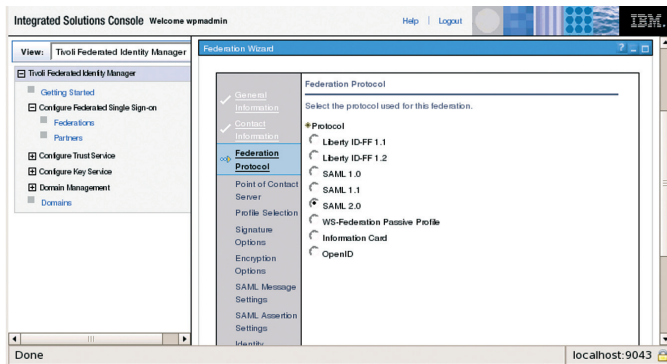 Integrated Solutions Console Welcome wpmadmin Help Logout IBM.
View: Tivoli Federated Identity Manager
Tivoli Federated Identity Manager
Getting Started
Configure Federated Single Sign-on
Federations
Partners
Configure Trust Service
Configure Key Service
Domain Management
Domains
Federation Wizard ?
General
Information
Contact
Information
Federation
Protocol
Point of Contact
Server
Profile Selection
Signature
Options
Encryption
Options
SAML Message
Settings
SAML Assertion
Settings
Identity
Federation Protocol
Select the protocol used for this federation.
*Protocol
Liberty ID-FF 1.1
Liberty ID-FF 1.2
SAML 1.0
SAML 1.1
SAML 2.0
WS-Federation Passive Profile
Information Card
OpenID
Done localhost:9043